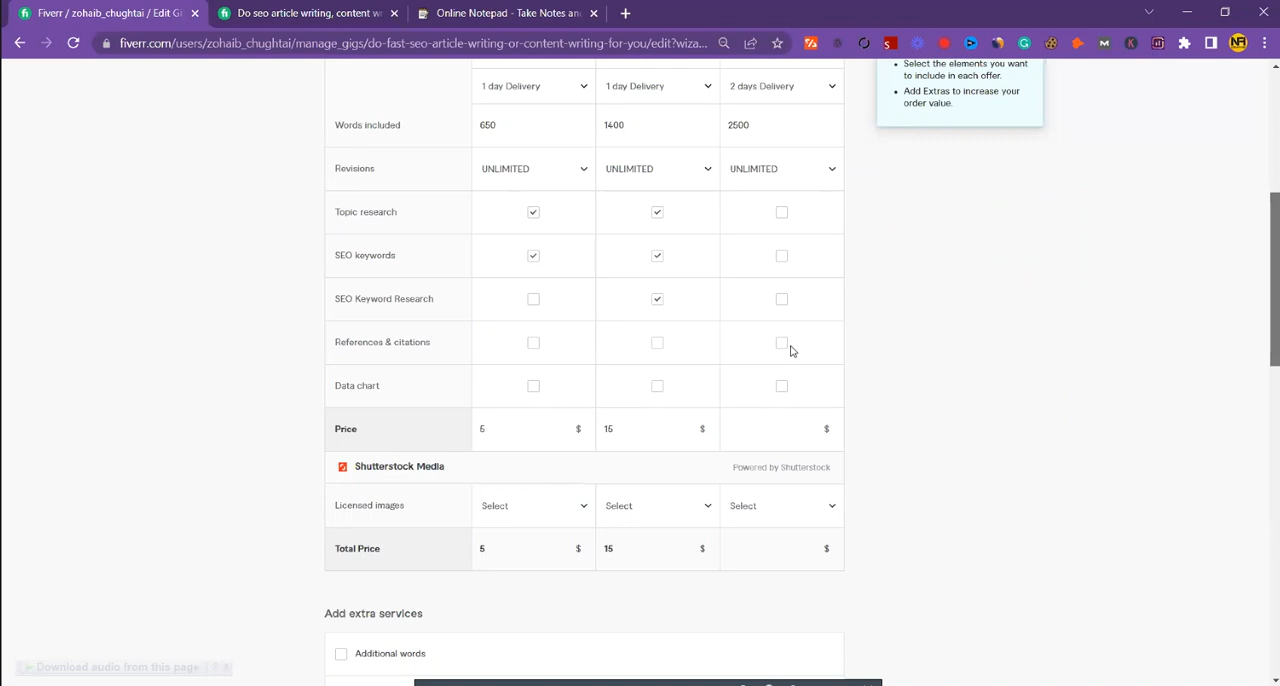 Fiverr / zohaib_chughtai / Edit Gi
Do seo article writing, content w
Online Notepad - Take Notes an
fiverr.com/users/zohaib_chughtai/manage_gigs/do-fast-seo-article-writing-or-content-writing-for-you/edit?wiza...
Select the elements you want
to include in each offer.
Add Extras to increase your
order value.
1 day Delivery 1 day Delivery 2 days Delivery
Words included 650 1400 2500
Revisions UNLIMITED UNLIMITED UNLIMITED
Topic research
SEO keywords
SEO Keyword Research
References & citations
Data chart
Price 5 $ 15 $ $
Shutterstock Media Powered by Shutterstock
Licensed images Select Select Select
Total Price 5 $ 15 $ $
Add extra services
Additional words
Download audio from this page